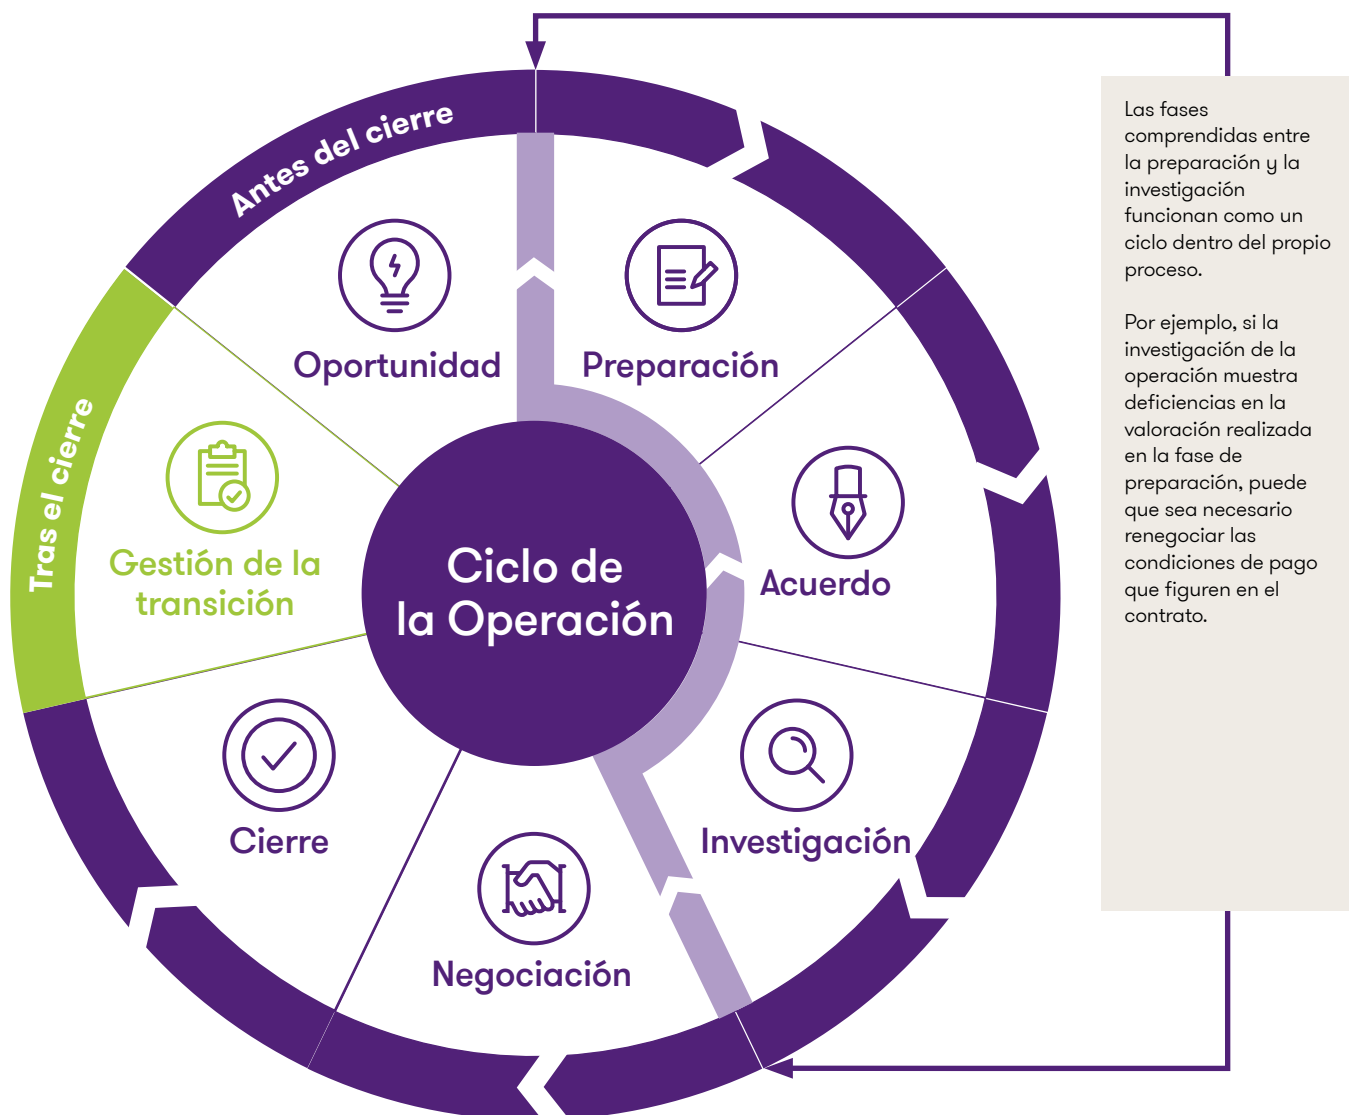 Antes del cierre
Tras el cierre
Oportunidad
Preparación
Acuerdo
Investigación
Negociación
Cierre
Gestión de la
transición
Ciclo de
la Operación
Las fases
comprendidas entre
la preparación y la
investigación
funcionan como un
ciclo dentro del propio
proceso.
Por ejemplo, si la
investigación de la
operación muestra
deficiencias en la
valoración realizada
en la fase de
preparación, puede
que sea necesario
renegociar las
condiciones de pago
que figuren en el
contrato.